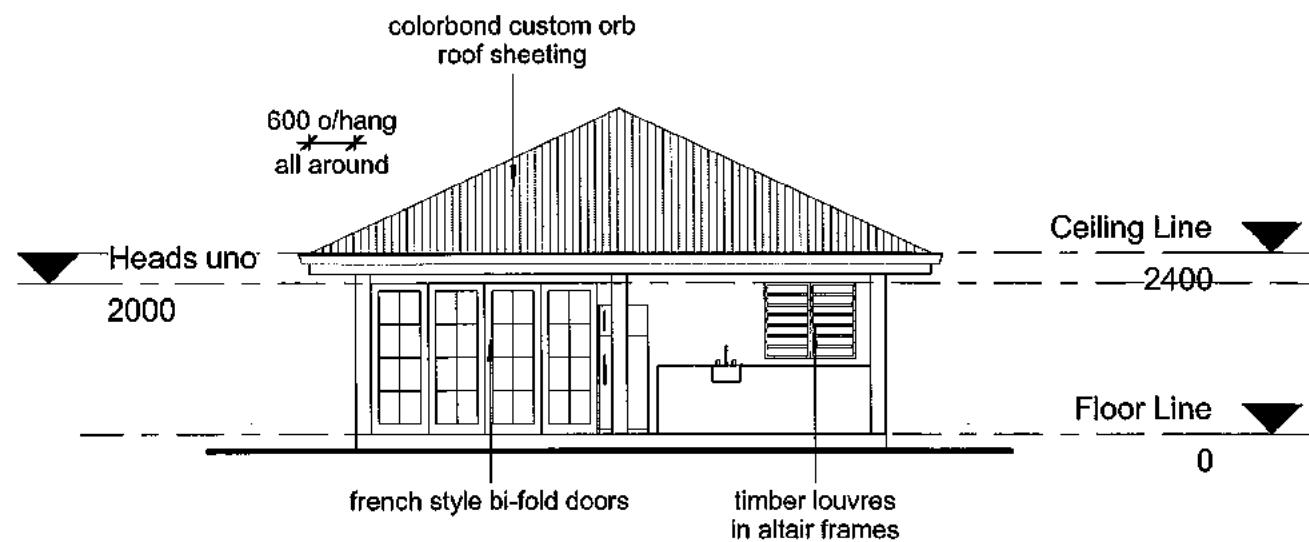 colorbond custom orb
roof sheeting
600 o/hang
all around
Heads uno
2000
Ceiling Line
2400
Floor Line
0
french style bi-fold doors
timber louvres
in altair frames